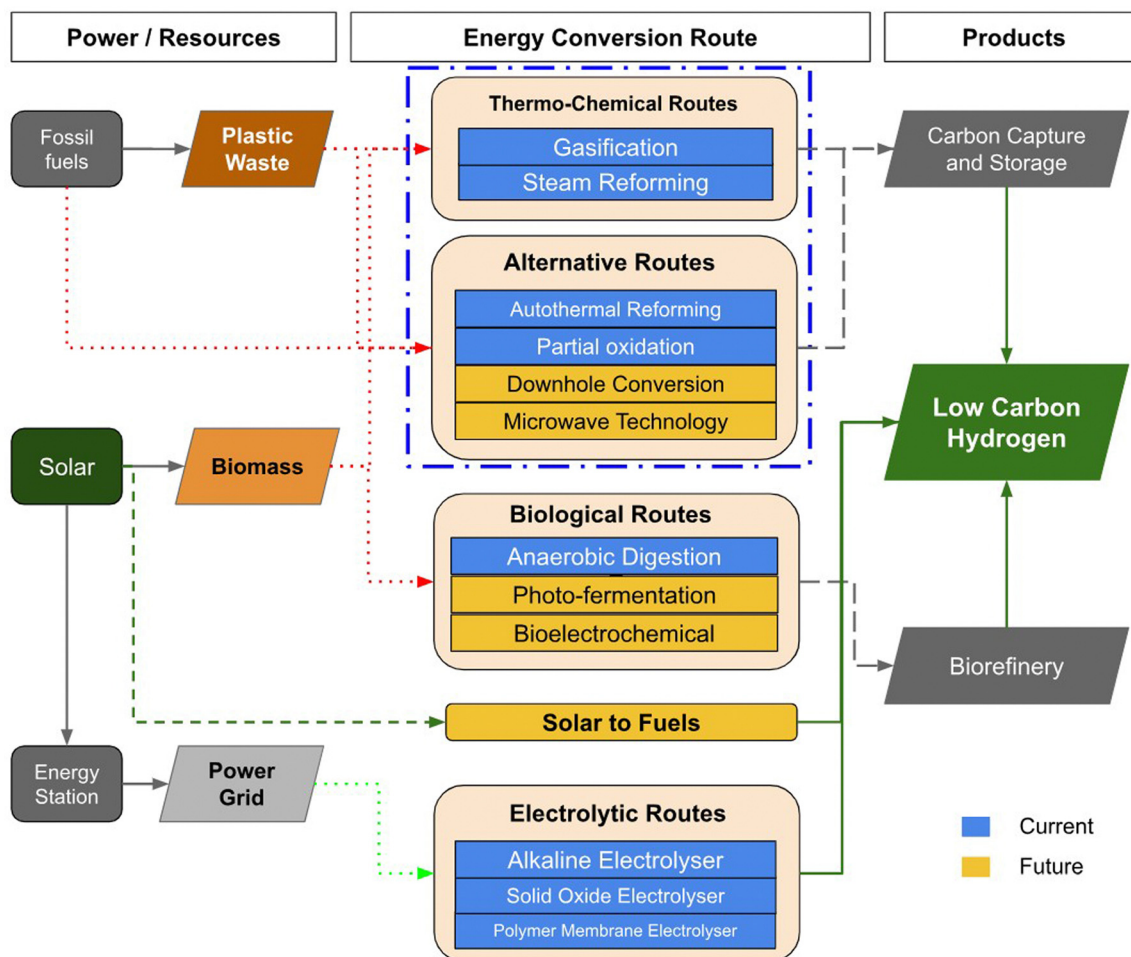 Power / Resources
Energy Conversion Route
Products
Fossil
fuels
Plastic
Waste
Thermo-Chemical Routes
Gasification
Steam Reforming
Carbon Capture
and Storage
Alternative Routes
Autothermal Reforming
Partial oxidation
Downhole Conversion
Microwave Technology
Low Carbon
Hydrogen
Solar
Biomass
Biological Routes
Anaerobic Digestion
Photo-fermentation
Bioelectrochemical
Biorefinery
Solar to Fuels
Energy
Station
Power
Grid
Electrolytic Routes
Alkaline Electrolyser
Solid Oxide Electrolyser
Polymer Membrane Electrolyser
Current
Future